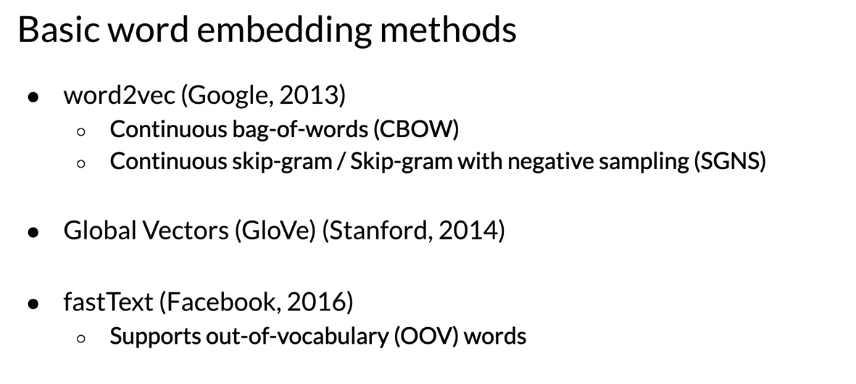 Basic word embedding methods
● word2vec (Google, 2013)
○ Continuous bag-of-words (CBOW)
○ Continuous skip-gram / Skip-gram with negative sampling (SGNS)
● Global Vectors (GloVe) (Stanford, 2014)
● fastText (Facebook, 2016)
○ Supports out-of-vocabulary (OOV) words